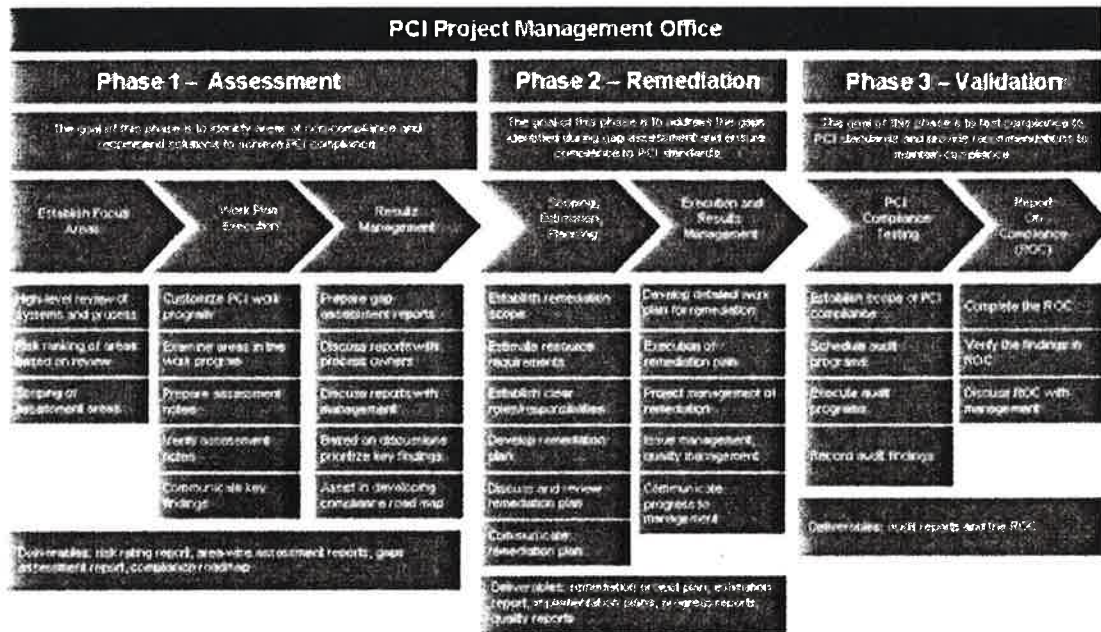 PCI Project Management Office
Phase 1 – Assessment
The goal of this phase is to identify areas of non-compliance and
recommend solutions to achieve PCI compliance
Establish Focus
Areas
Work Plan
Execution
Results
Management
High-level review of
systems and process
Risk ranking of areas
based on review
Scoping of
assessment areas
Customize PCI work
program
Examine areas in the
work program
Prepare assessment
notes
Verify assessment
notes
Communicate key
findings
Prepare gap
assessment reports
Discuss reports with
process owners
Discuss reports with
management
Based on discussions
prioritize key findings
Assist in developing
compliance road map
Deliverables: risk rating report, area-wise assessment reports, gaps
assessment report, compliance roadmap
Phase 2 – Remediation
The goal of this phase is to address the gaps
identified during gap assessment and ensure
compliance to PCI standards
Scoping,
Estimation,
Planning
Execution and
Results
Management
Establish remediation
scope
Estimate resource
requirements
Establish clear
roles/responsibilities
Develop remediation
plan
Discuss and review
remediation plan
Communicate
remediation plan
Develop detailed work
plan for remediation
Execution of
remediation plan
Project management of
remediation
Issue management,
quality management
Communicate
progress to
management
Deliverables: remediation plan, estimation
report, implementation plans, progress reports,
quality reports
Phase 3 – Validation
The goal of this phase is to test compliance to
PCI standards and provide recommendations to
maintain compliance
PCI
Compliance
Testing
Report
On
Compliance
(ROC)
Establish scope of PCI
compliance
Schedule audit
programs
Execute audit
programs
Record audit findings
Complete the ROC
Verify the findings in
ROC
Discuss ROC with
management
Deliverables: audit reports and the ROC